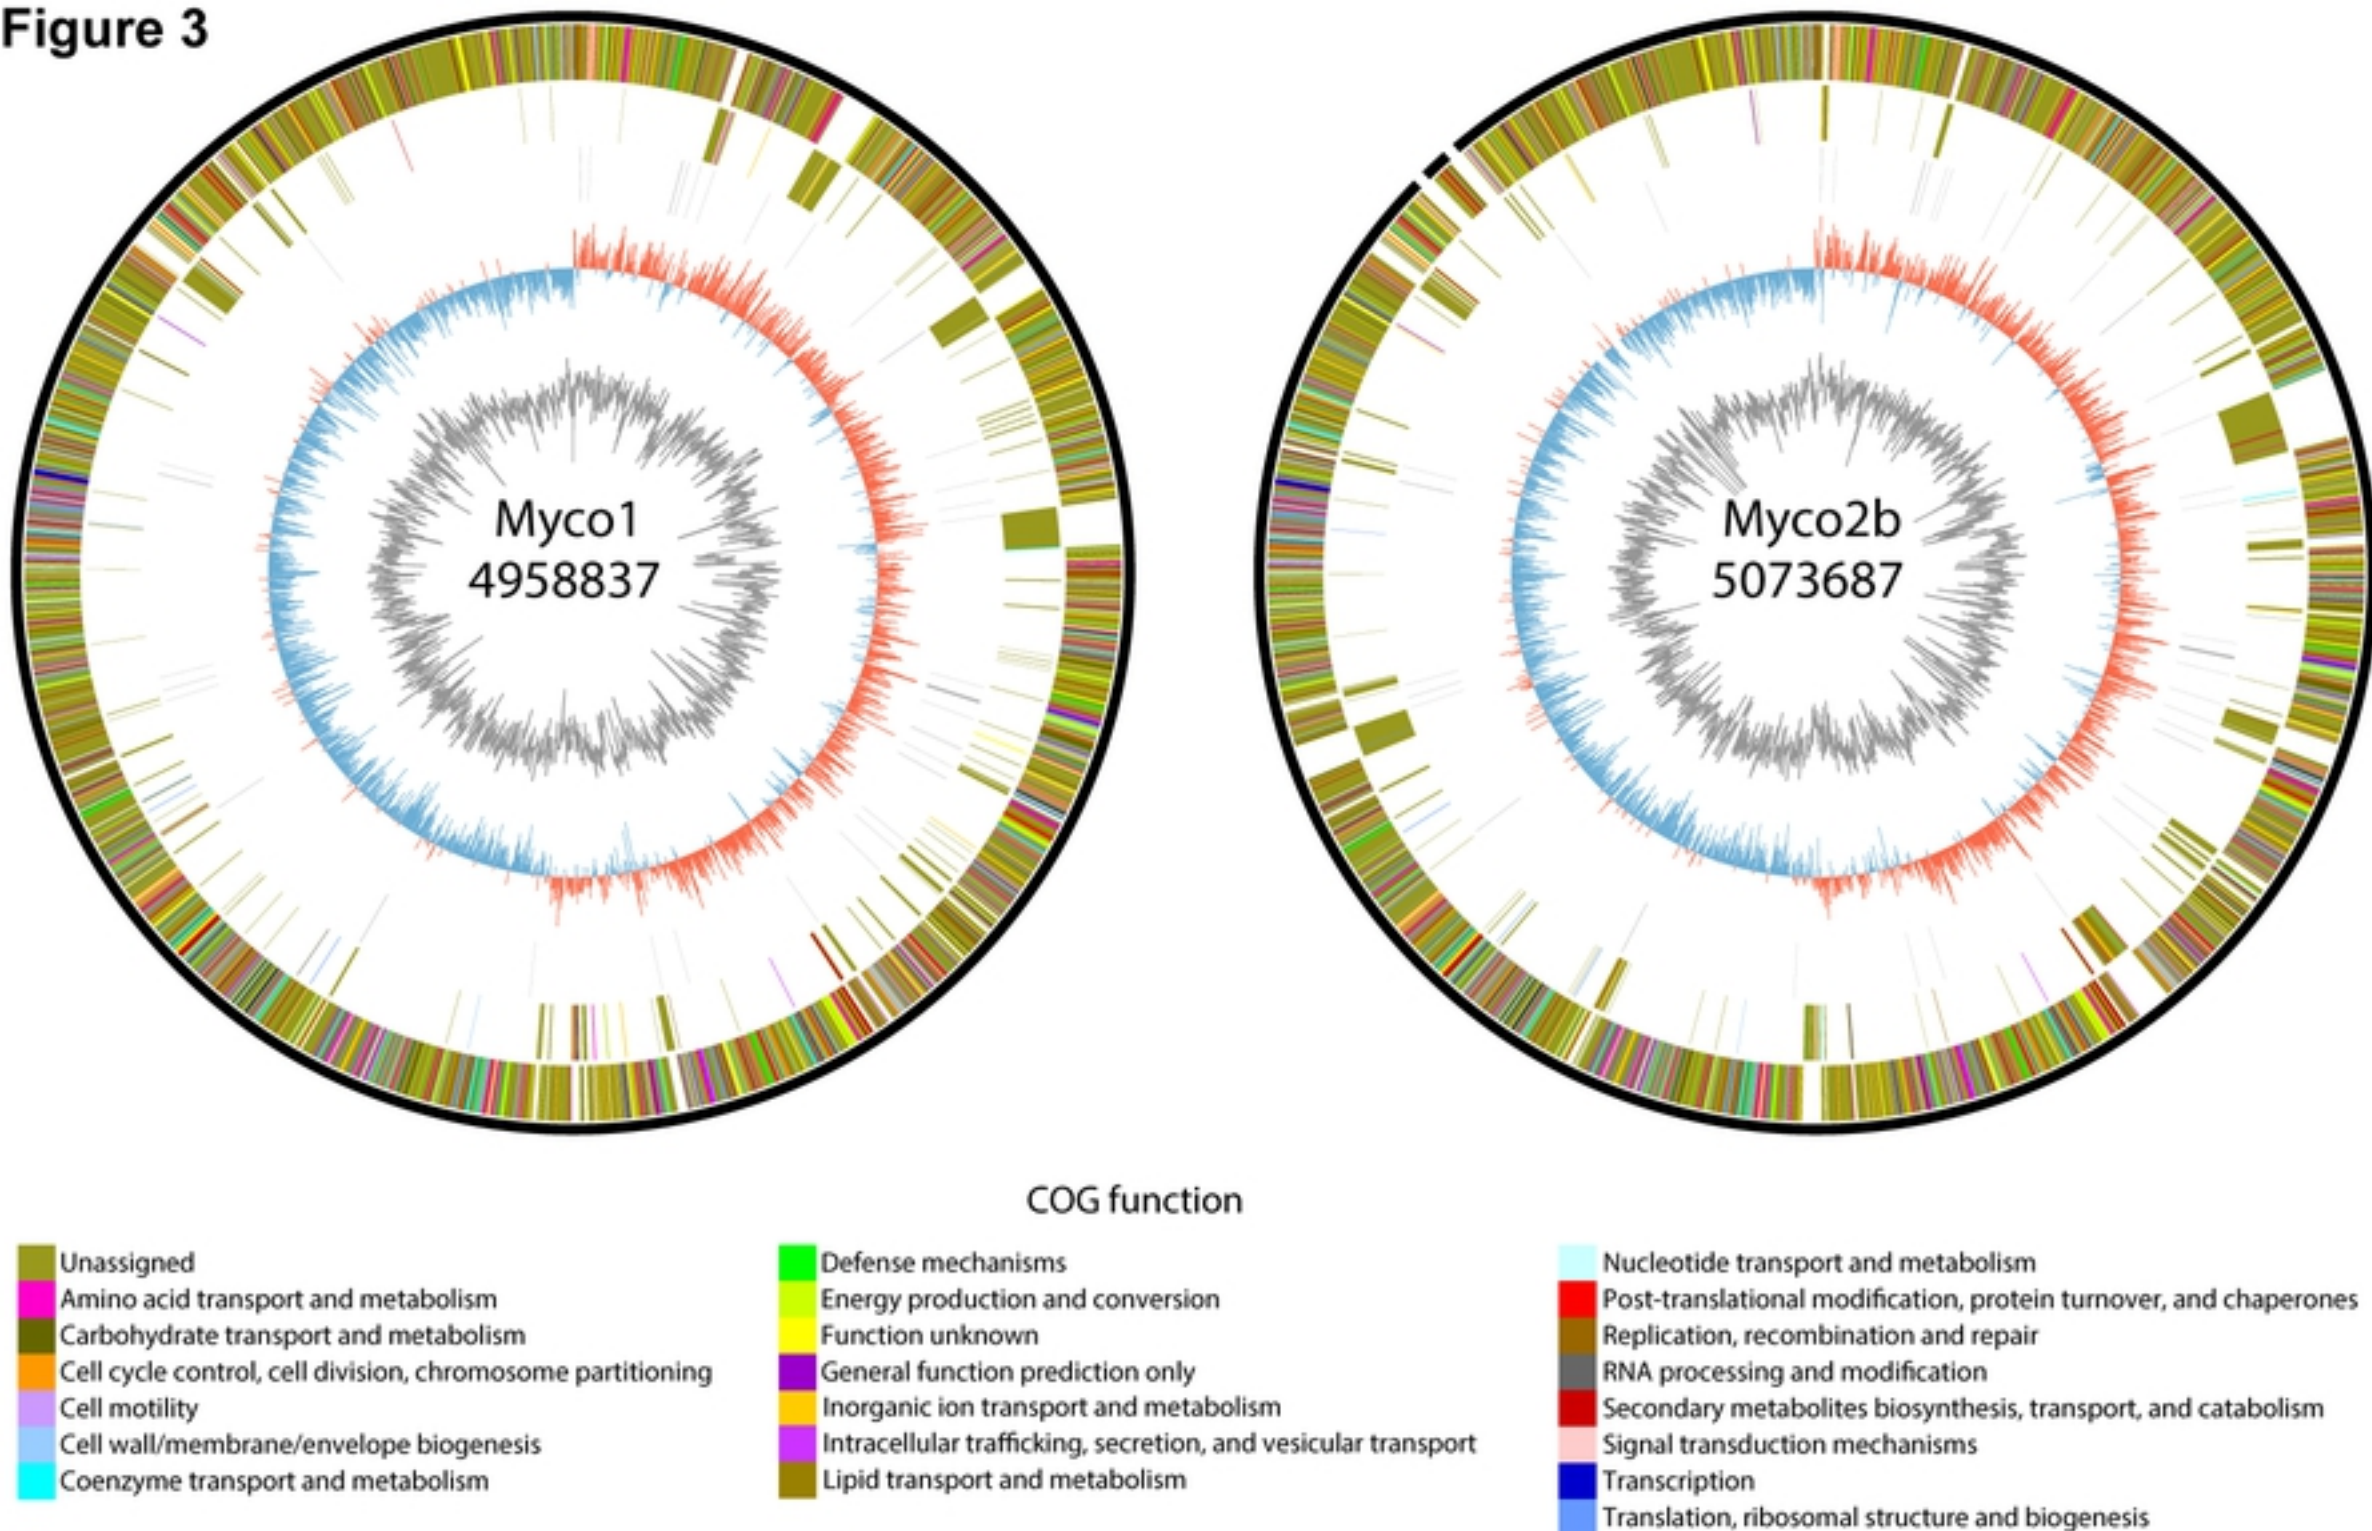 Figure 3
Myco1
4958837
Myco2b
5073687
COG function
Unassigned
Amino acid transport and metabolism
Carbohydrate transport and metabolism
Cell cycle control, cell division, chromosome partitioning
Cell motility
Cell wall/membrane/envelope biogenesis
Coenzyme transport and metabolism
Defense mechanisms
Energy production and conversion
Function unknown
General function prediction only
Inorganic ion transport and metabolism
Intracellular trafficking, secretion, and vesicular transport
Lipid transport and metabolism
Nucleotide transport and metabolism
Post-translational modification, protein turnover, and chaperones
Replication, recombination and repair
RNA processing and modification
Secondary metabolites biosynthesis, transport, and catabolism
Signal transduction mechanisms
Transcription
Translation, ribosomal structure and biogenesis